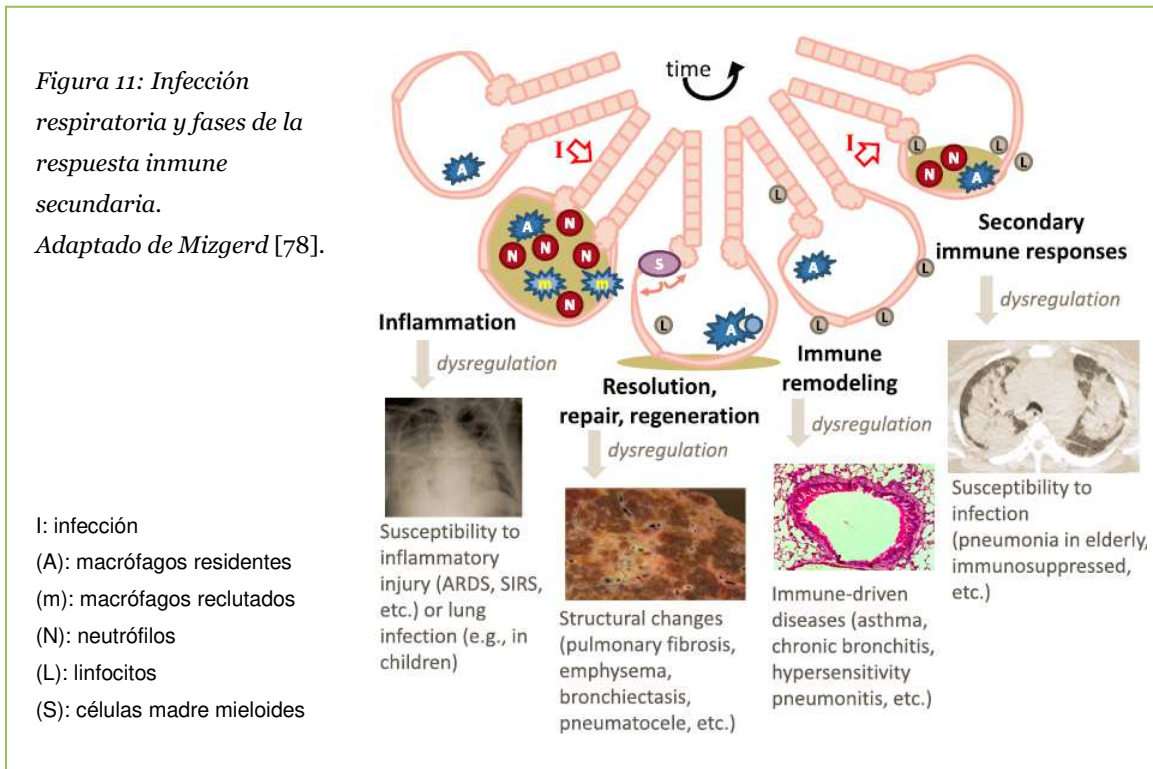 Figura 11: Infección
respiratoria y fases de la
respuesta inmune
secundaria.
Adaptado de Mizgerd [78].
I: infección
(A): macrófagos residentes
(m): macrófagos reclutados
(N): neutrófilos
(L): linfocitos
(S): células madre mieloides
time
A
I
A
N
N
N
N
N
m
m
N
Inflammation
dysregulation
Susceptibility to
inflammatory
injury (ARDS, SIRS,
etc.) or lung
infection (e.g., in
children)
S
L
A
Resolution,
repair, regeneration
dysregulation
Structural changes
(pulmonary fibrosis,
emphysema,
bronchiectasis,
pneumatocele, etc.)
L
A
L
L
L
Immune
remodeling
dysregulation
Immune-driven
diseases (asthma,
chronic bronchitis,
hypersensitivity
pneumonitis, etc.)
I
L
N
L
L
N
A
Secondary
immune responses
dysregulation
Susceptibility to
infection
(pneumonia in elderly,
immunosuppressed,
etc.)